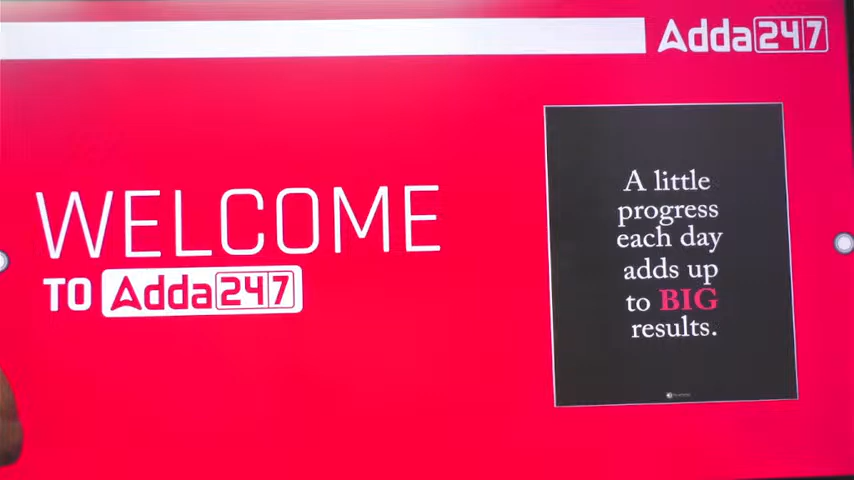 Adda247
WELCOME
TO Adda247
A little
progress
each day
adds up
to BIG
results.